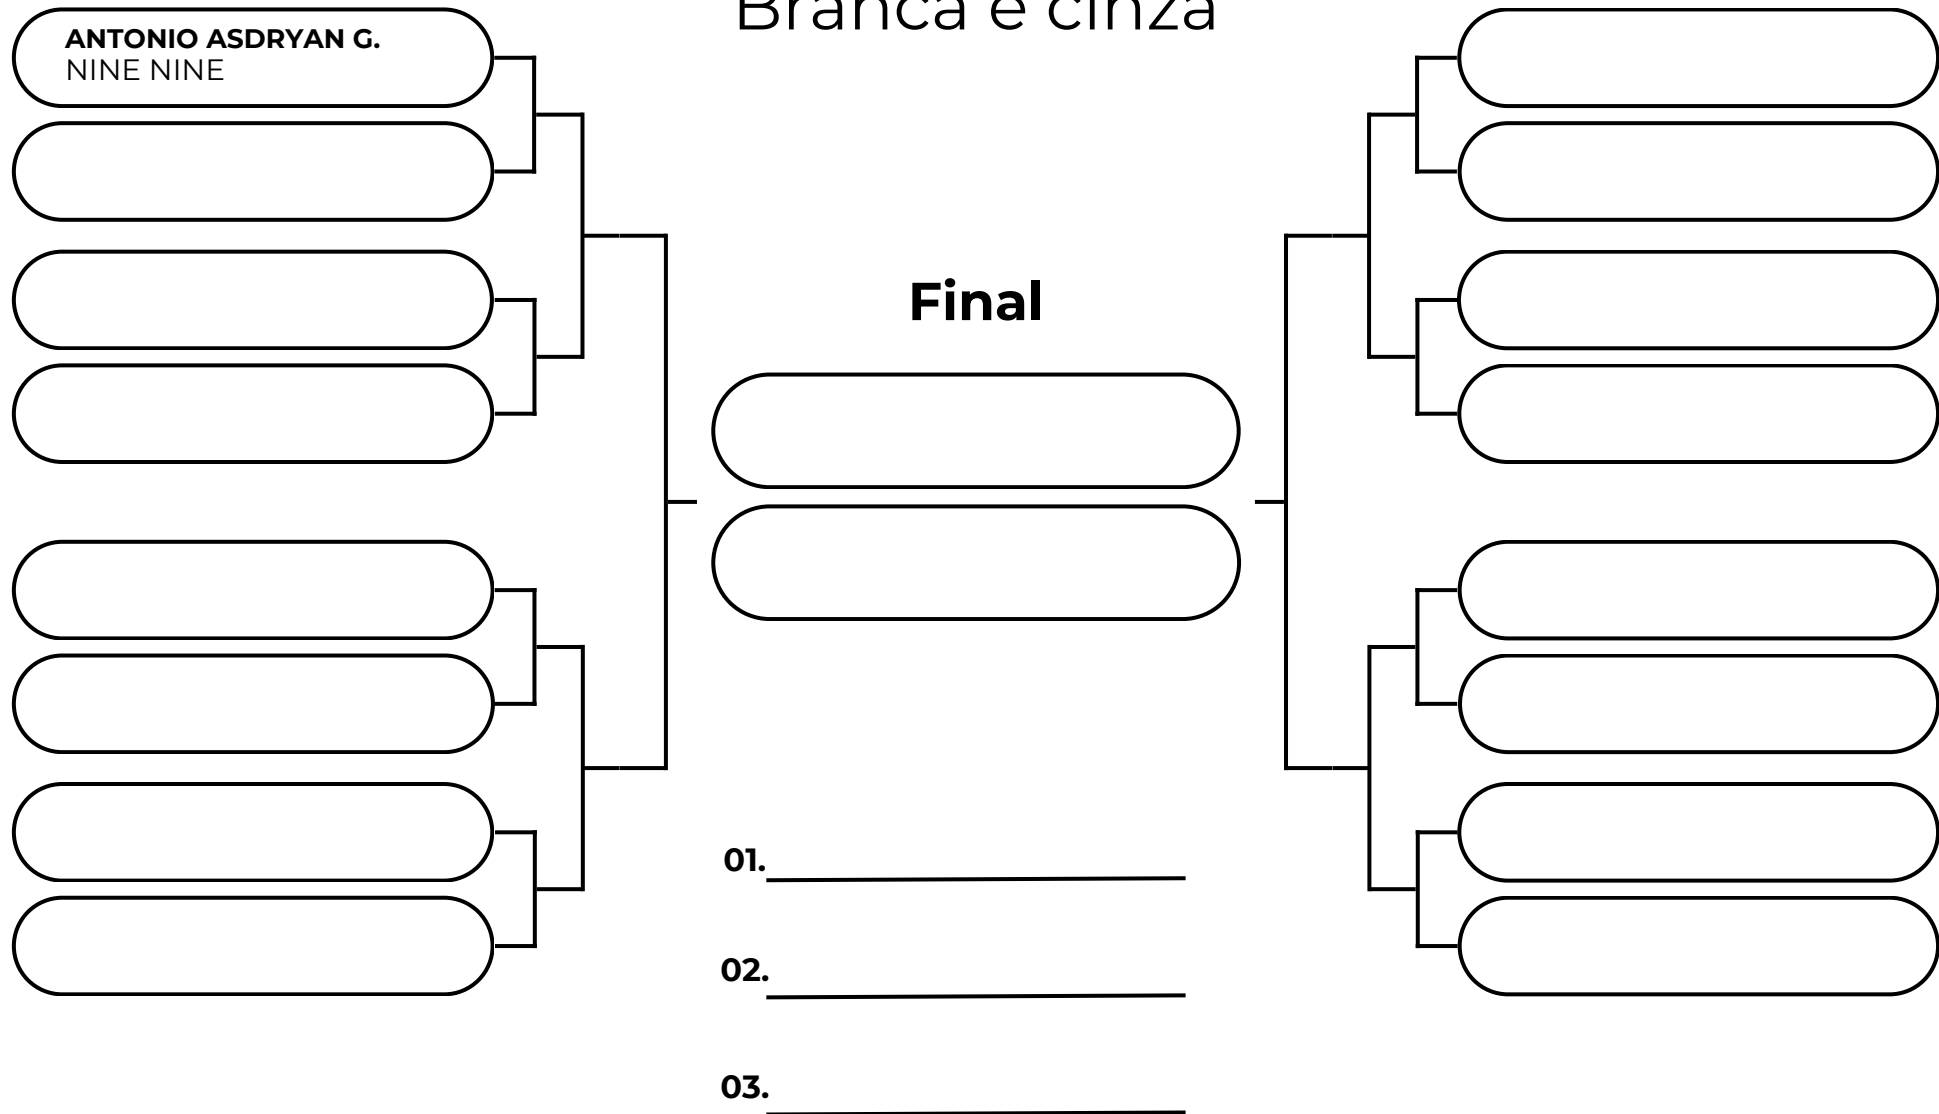 Branca e cinza
ANTONIO ASDRYAN G.
NINE NINE
Final
01.
02.
03.